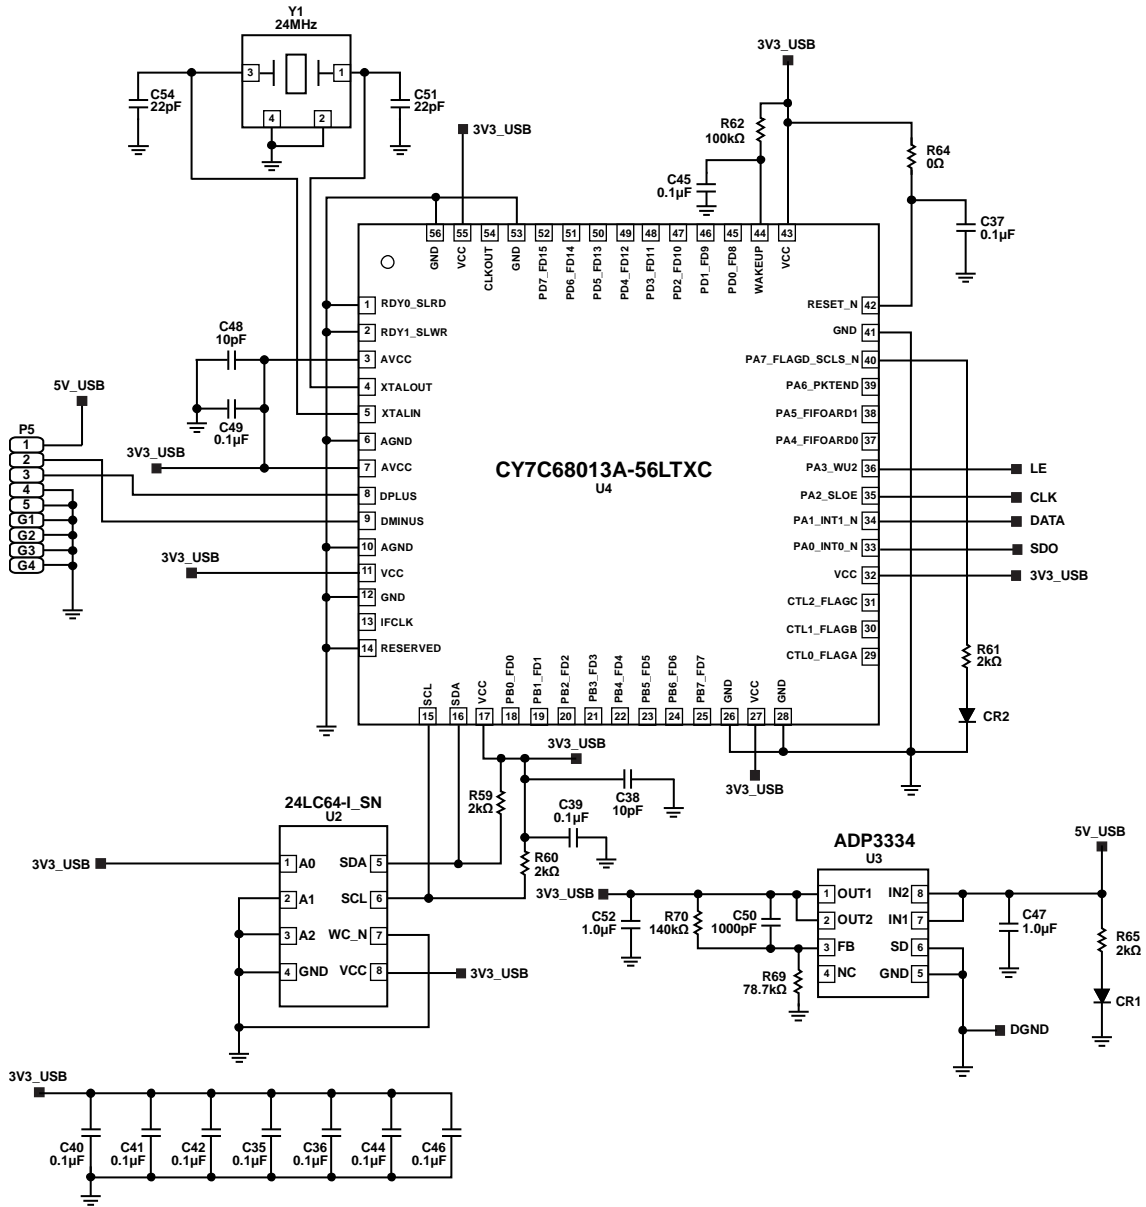 Y1
24MHz
3
1
4
2
C54
22pF
C51
22pF
3V3_USB
3V3_USB
R62
100kΩ
R64
0Ω
C45
0.1µF
C37
0.1µF
56
55
54
53
52
51
50
49
48
47
46
45
44
43
GND
VCC
CLKOUT
GND
PD7_FD15
PD6_FD14
PD5_FD13
PD4_FD12
PD3_FD11
PD2_FD10
PD1_FD9
PD0_FD8
WAKEUP
VCC
1 RDY0_SLRD
2 RDY1_SLWR
3 AVCC
4 XTALOUT
5 XTALIN
6 AGND
7 AVCC
8 DPLUS
9 DMINUS
10 AGND
11 VCC
12 GND
13 IFCLK
14 RESERVED
RESET_N 42
GND 41
PA7_FLAGD_SCLS_N 40
PA6_PKTEND 39
PA5_FIFOARD1 38
PA4_FIFOARD0 37
PA3_WU2 36
PA2_SLOE 35
PA1_INT1_N 34
PA0_INT0_N 33
VCC 32
CTL2_FLAGC 31
CTL1_FLAGB 30
CTL0_FLAGA 29
CY7C68013A-56LTXC
U4
LE
CLK
DATA
SDO
3V3_USB
C48
10pF
C49
0.1µF
5V_USB
3V3_USB
3V3_USB
P5
1
2
3
4
5
G1
G2
G3
G4
SCL
SDA
VCC
PB0_FD0
PB1_FD1
PB2_FD2
PB3_FD3
PB4_FD4
PB5_FD5
PB6_FD6
PB7_FD7
GND
VCC
GND
15
16
17
18
19
20
21
22
23
24
25
26
27
28
R61
2kΩ
CR2
3V3_USB
3V3_USB
R59
2kΩ
C38
10pF
C39
0.1µF
R60
2kΩ
24LC64-I_SN
U2
3V3_USB
1 A0
2 A1
3 A2
4 GND
SDA 5
SCL 6
WC_N 7
VCC 8
3V3_USB
ADP3334
U3
3V3_USB
C52
1.0µF
R70
140kΩ
C50
1000pF
R69
78.7kΩ
1 OUT1
2 OUT2
3 FB
4 NC
IN2 8
IN1 7
SD 6
GND 5
5V_USB
C47
1.0µF
R65
2kΩ
CR1
DGND
3V3_USB
C40
0.1µF
C41
0.1µF
C42
0.1µF
C35
0.1µF
C36
0.1µF
C44
0.1µF
C46
0.1µF